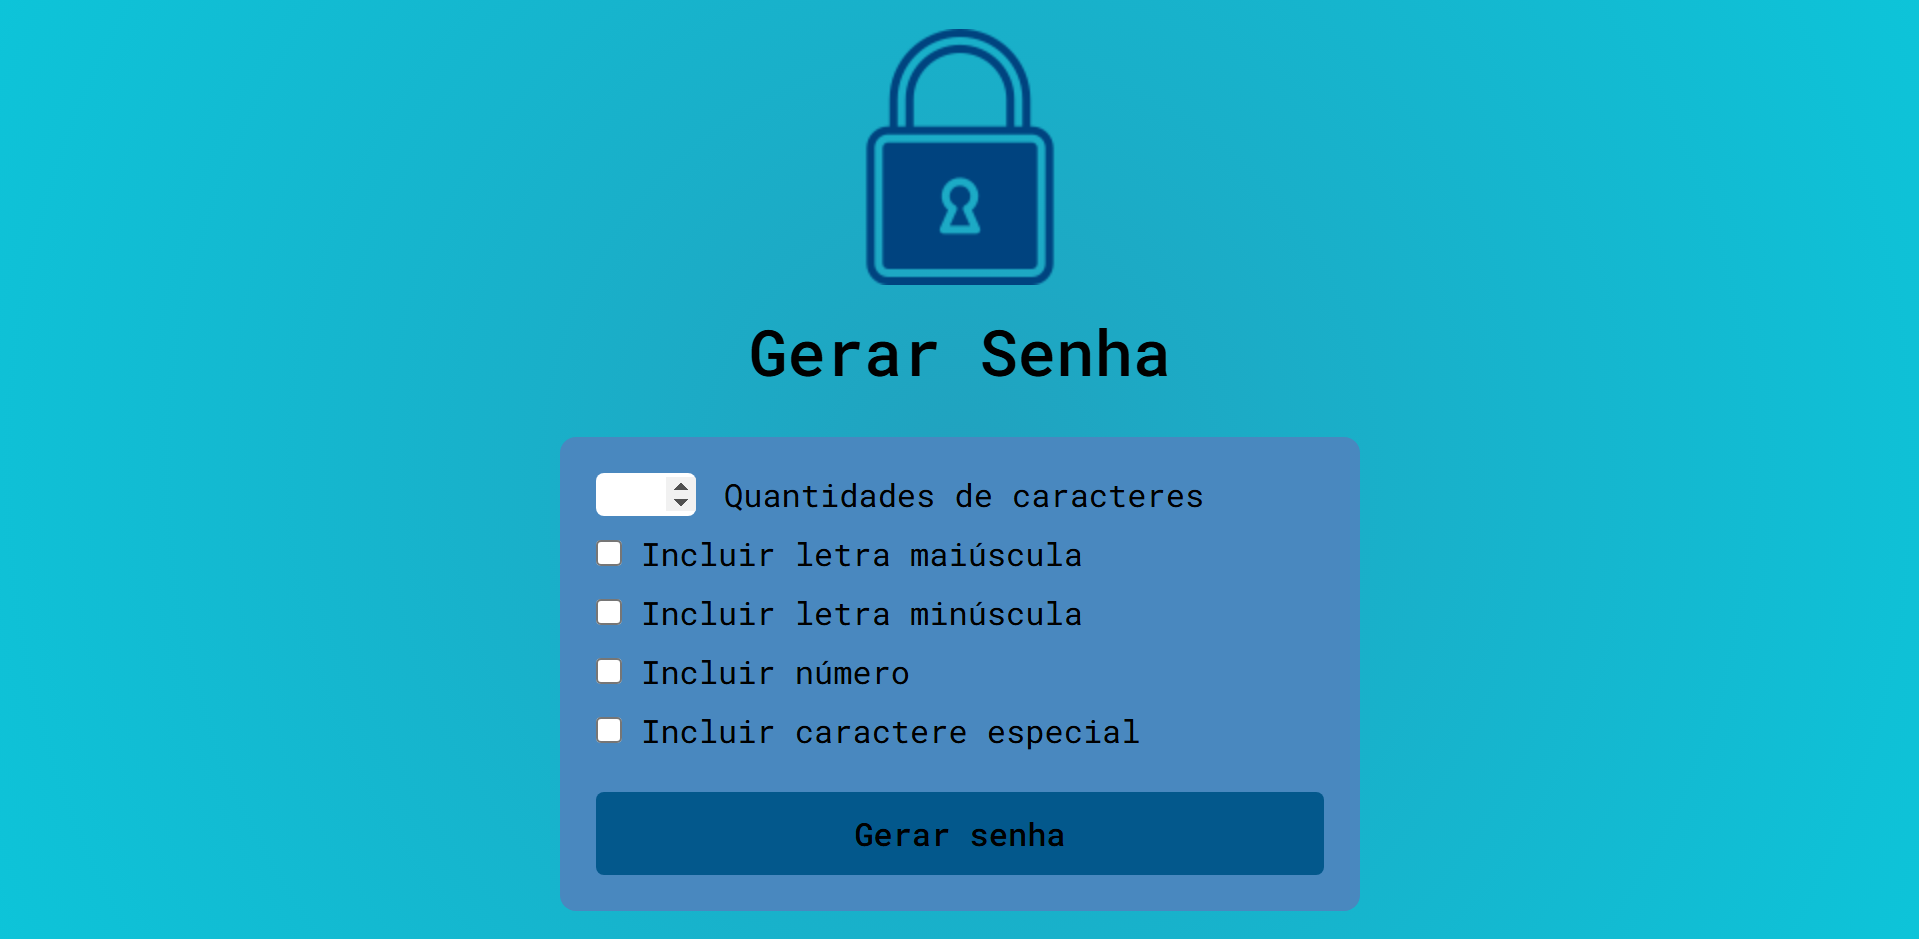 Gerar Senha
Quantidades de caracteres
Incluir letra maiúscula
Incluir letra minúscula
Incluir número
Incluir caractere especial
Gerar senha